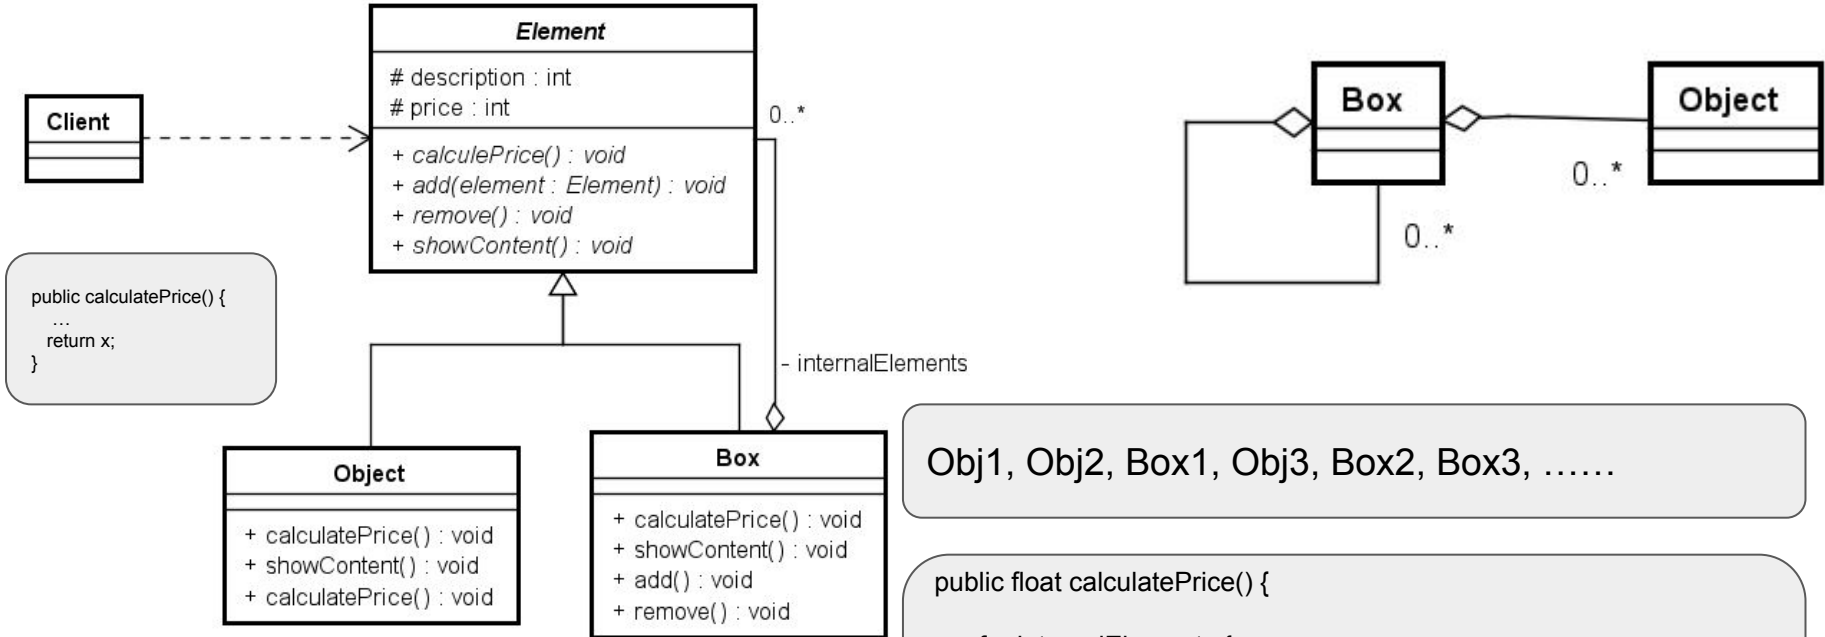 Element
# description : int
# price : int
+ calculePrice() : void
+ add(element : Element) : void
+ remove() : void
+ showContent() : void
0..*
Client
Box
Object
0..*
0..*
public calculatePrice() {
…
return x;
}
- internalElements
Object
+ calculatePrice() : void
+ showContent() : void
+ calculatePrice() : void
Box
+ calculatePrice() : void
+ showContent() : void
+ add() : void
+ remove() : void
Obj1, Obj2, Box1, Obj3, Box2, Box3, ……
public float calculatePrice() {